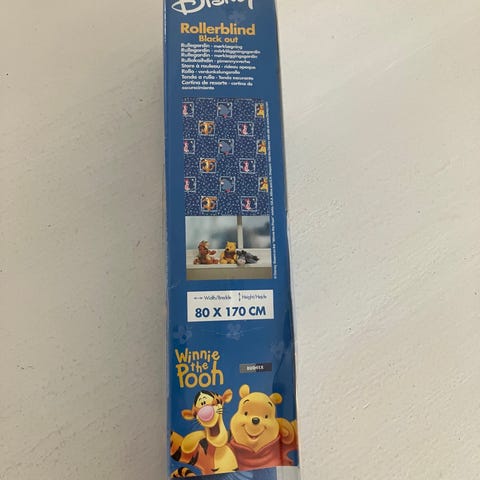 Disney
Rollerblind
Black out
Rullegardin - mørklægning
Rullgardin - mörkläggningsgardin
Rullegardin - mørkleggingsgardin
Rullakaihdin - pimennysverho
Store à rouleau - rideau opaque
Rollo - verdunkelungsrollo
Tenda a rullo - tenda oscurante
Cortina de resorte - cortina de
oscurecimiento
Width/Bredde Height/Højde
80 X 170 CM
Winnie
the
Pooh